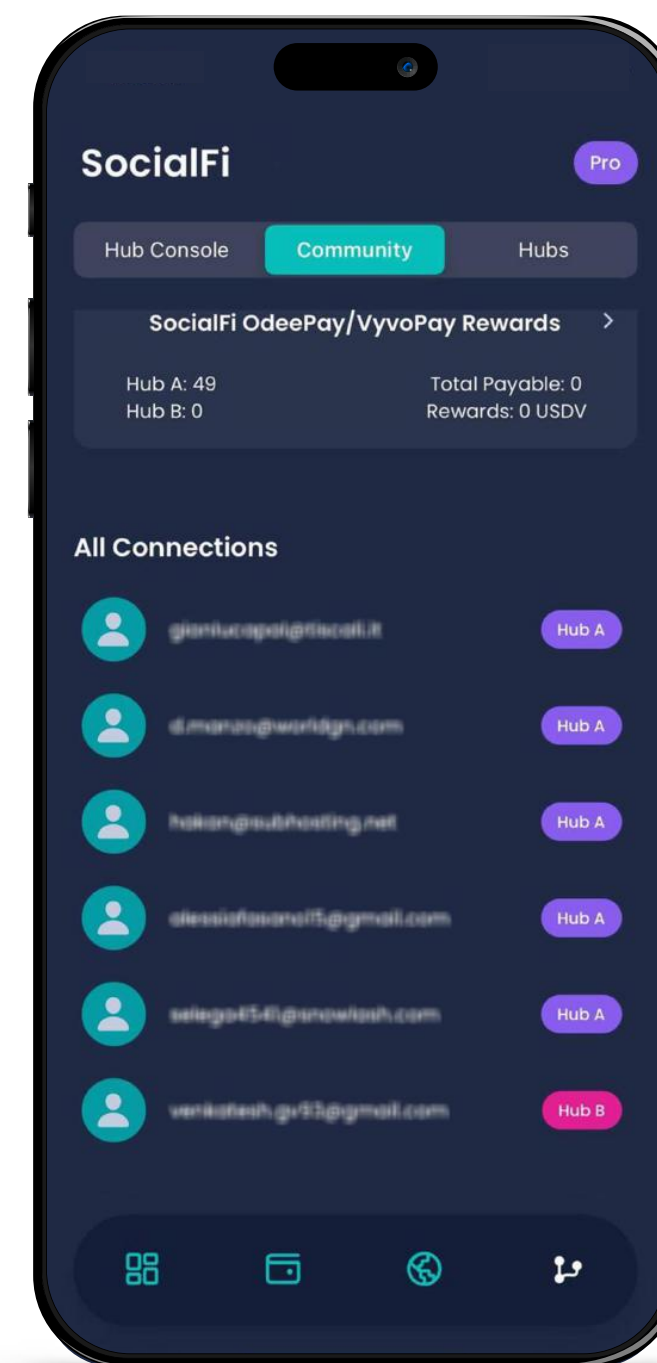 SocialFi
Pro
Hub Console
Community
Hubs
SocialFi OdeePay/VyvoPay Rewards
Hub A: 49
Total Payable: 0
Hub B: 0
Rewards: 0 USDV
All Connections
Hub A
Hub A
Hub A
Hub A
Hub A
Hub B